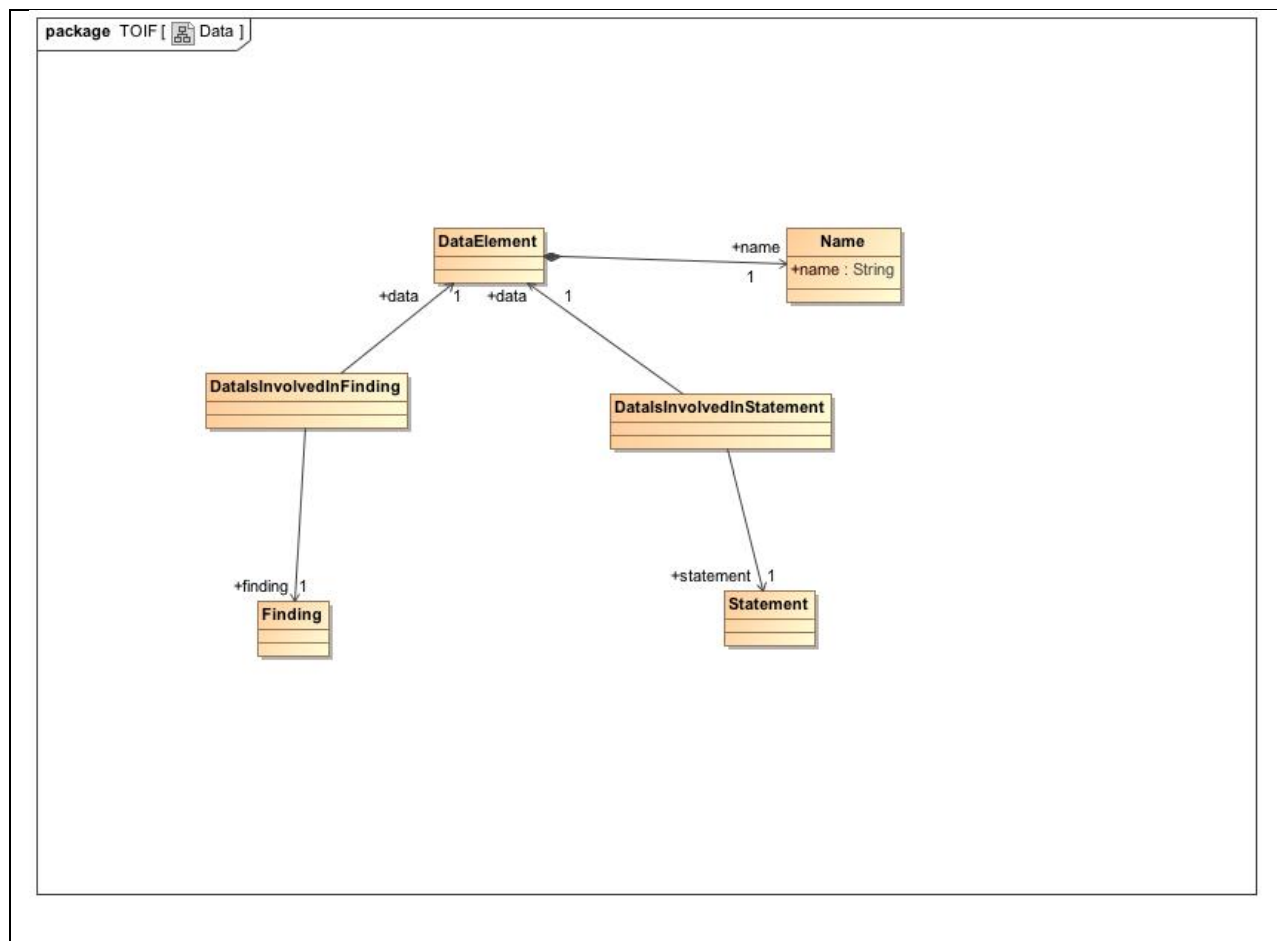 package TOIF [ Data ]
DataElement
+name
1
Name
+name : String
+data
1
+data
1
DataIsInvolvedInFinding
DataIsInvolvedInStatement
+finding
1
Finding
+statement
1
Statement